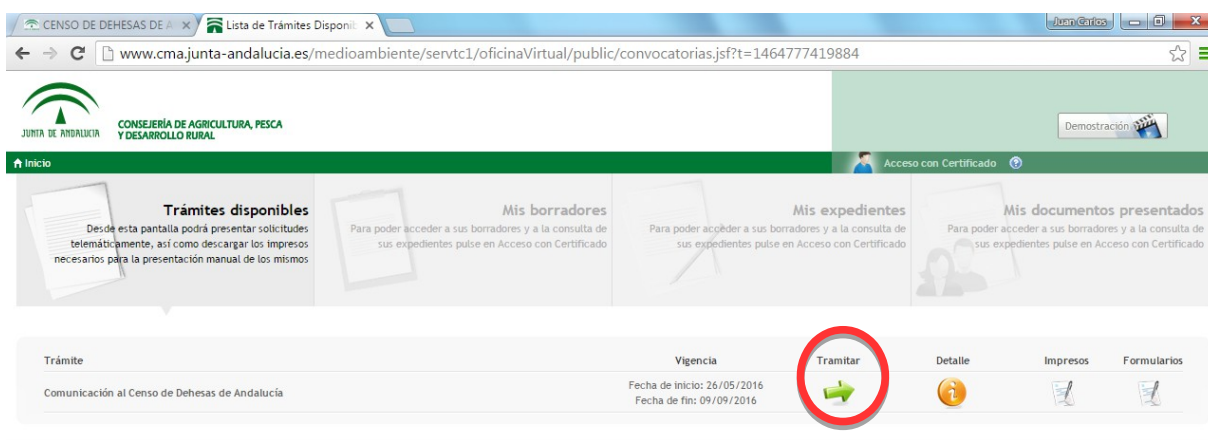 CENSO DE DEHESAS DE A
Lista de Trámites Disponib
Juan Carlos
www.cma.junta-andalucia.es/medioambiente/servtc1/oficinaVirtual/public/convocatorias.jsf?t=1464777419884
JUNTA DE ANDALUCIA
CONSEJERÍA DE AGRICULTURA, PESCA
Y DESARROLLO RURAL
Demostración
Inicio
Acceso con Certificado
Trámites disponibles
Desde esta pantalla podrá presentar solicitudes
telemáticamente, así como descargar los impresos
necesarios para la presentación manual de los mismos
Mis borradores
Para poder acceder a sus borradores y a la consulta de
sus expedientes pulse en Acceso con Certificado
Mis expedientes
Para poder acceder a sus borradores y a la consulta de
sus expedientes pulse en Acceso con Certificado
Mis documentos presentados
Para poder acceder a sus borradores y a la consulta de
sus expedientes pulse en Acceso con Certificado
Trámite Vigencia Tramitar Detalle Impresos Formularios
Comunicación al Censo de Dehesas de Andalucía
Fecha de inicio: 26/05/2016
Fecha de fin: 09/09/2016